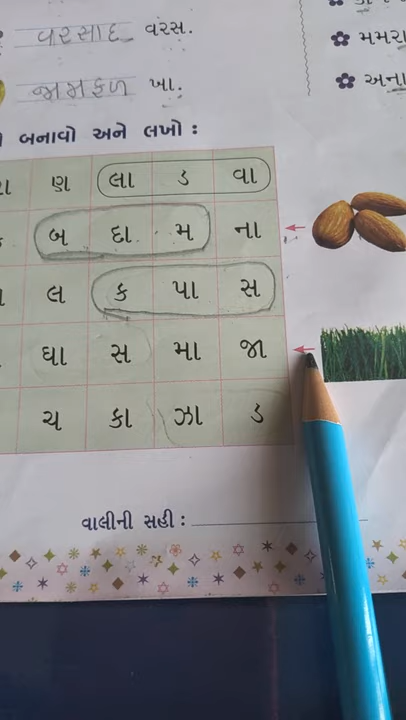 વરસાદ વરસ.
મમરા
જામફળ ખા.
અના
બનાવો અને લખો :
ણ લા ડ વા
બ દા મ ના
લ ક પા સ
ઘા સ મા જા
ચ કા ઝા ડ
વાલીની સહી :